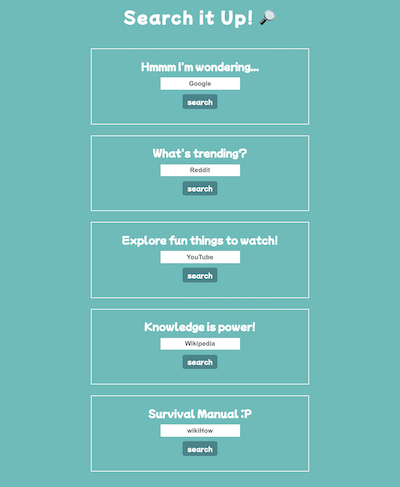 Search it Up! 🔎
Hmmm I'm wondering...
Google
search
What's trending?
Reddit
search
Explore fun things to watch!
YouTube
search
Knowledge is power!
Wikipedia
search
Survival Manual :P
wikiHow
search